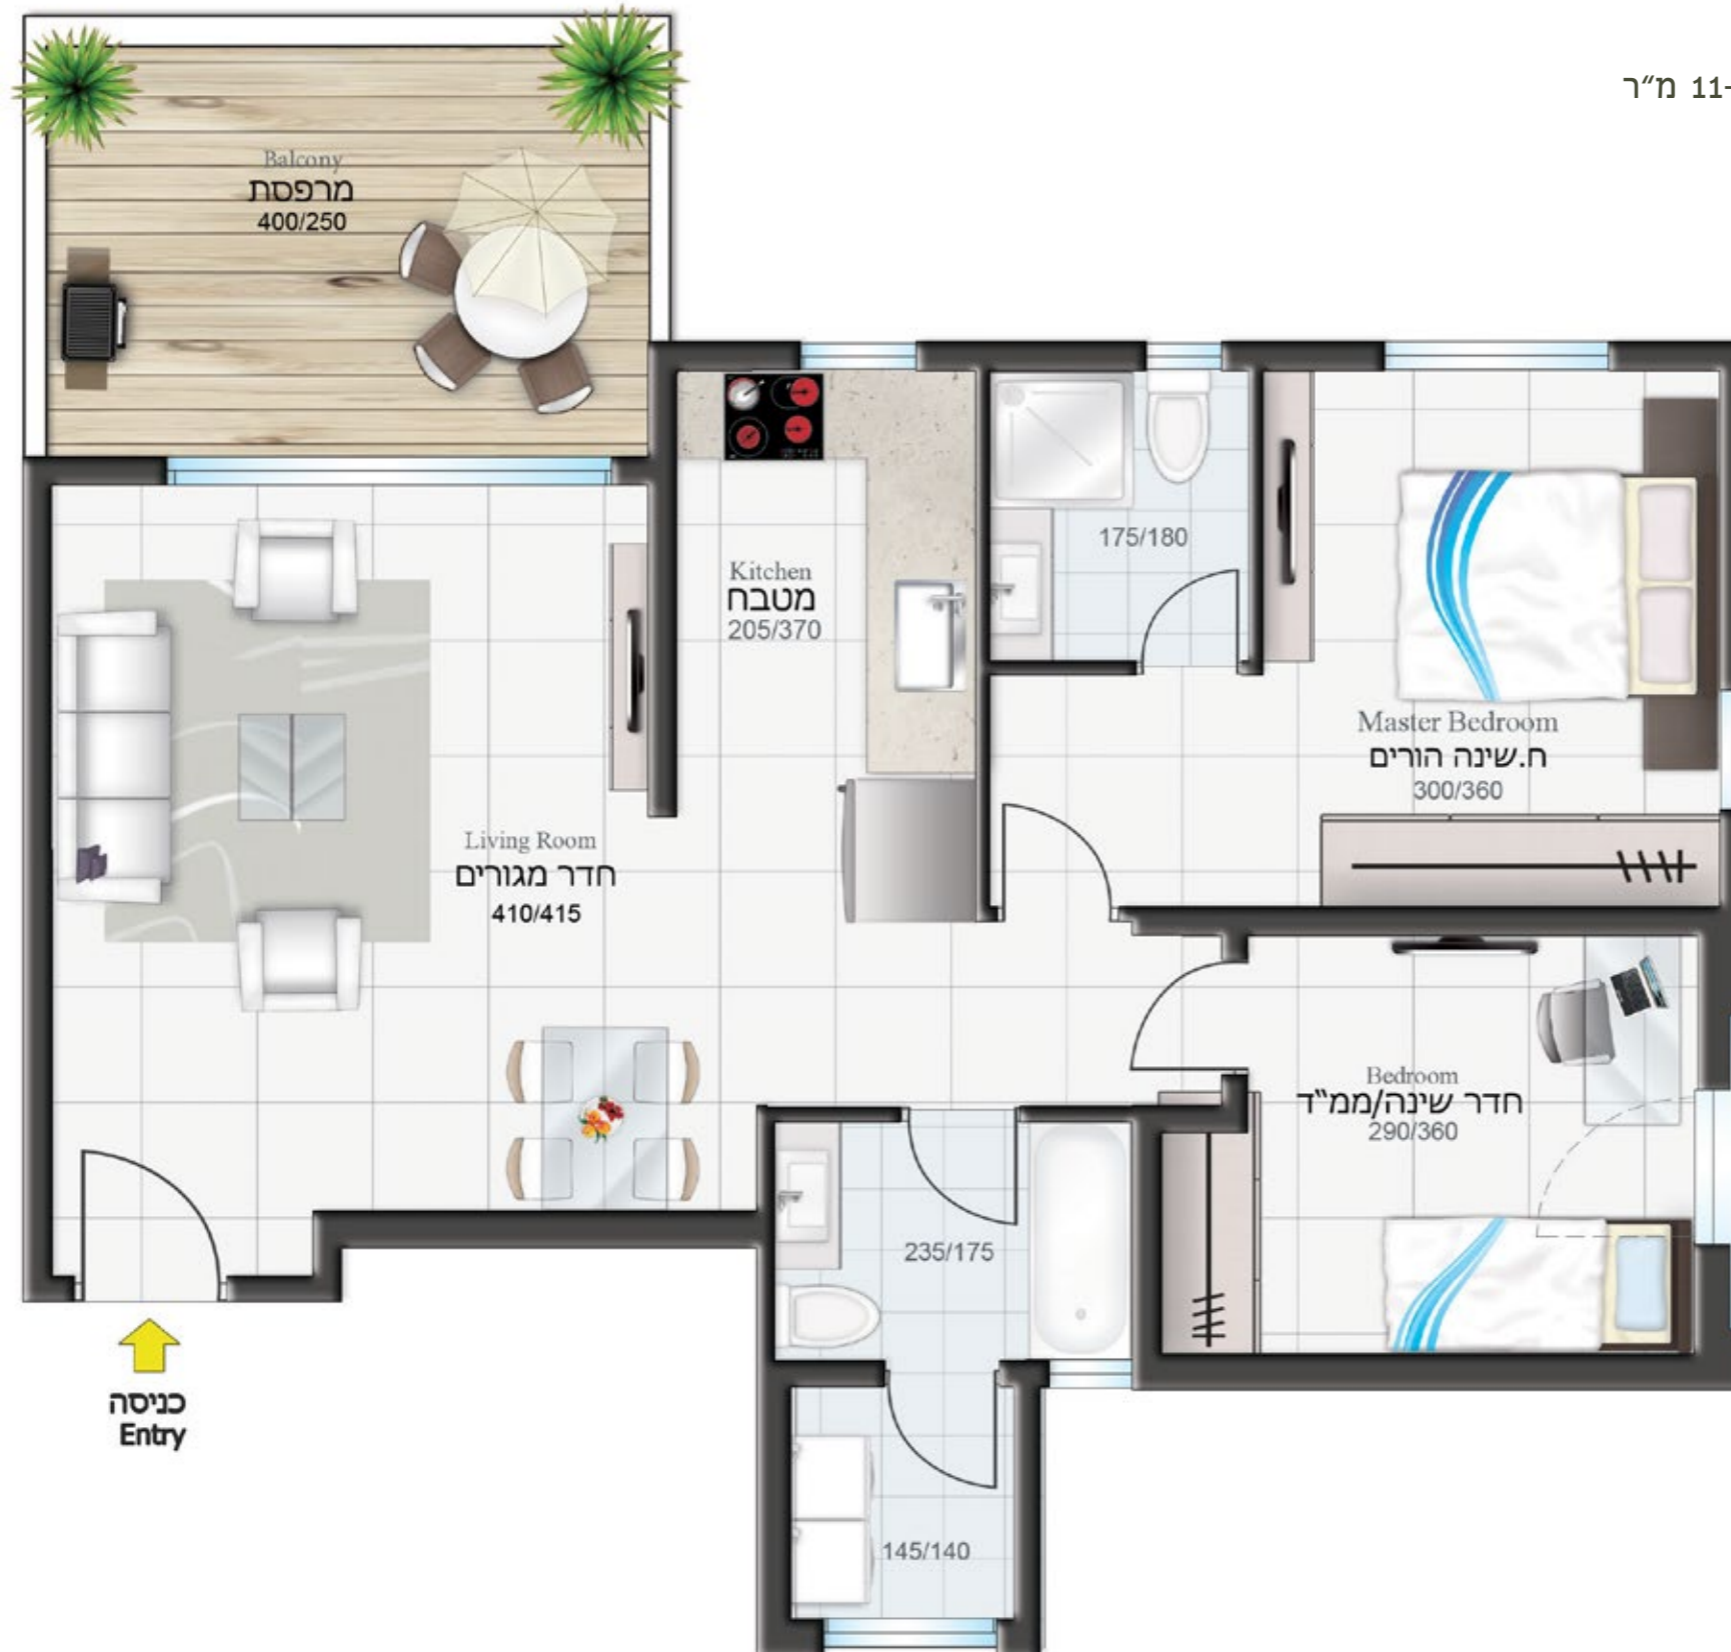 11- מ״ר
Balcony
מרפסת
400/250
Kitchen
מטבח
205/370
175/180
Master Bedroom
ח.שינה הורים
300/360
Living Room
חדר מגורים
410/415
Bedroom
חדר שינה/ממ״ד
290/360
235/175
145/140
כניסה
Entry